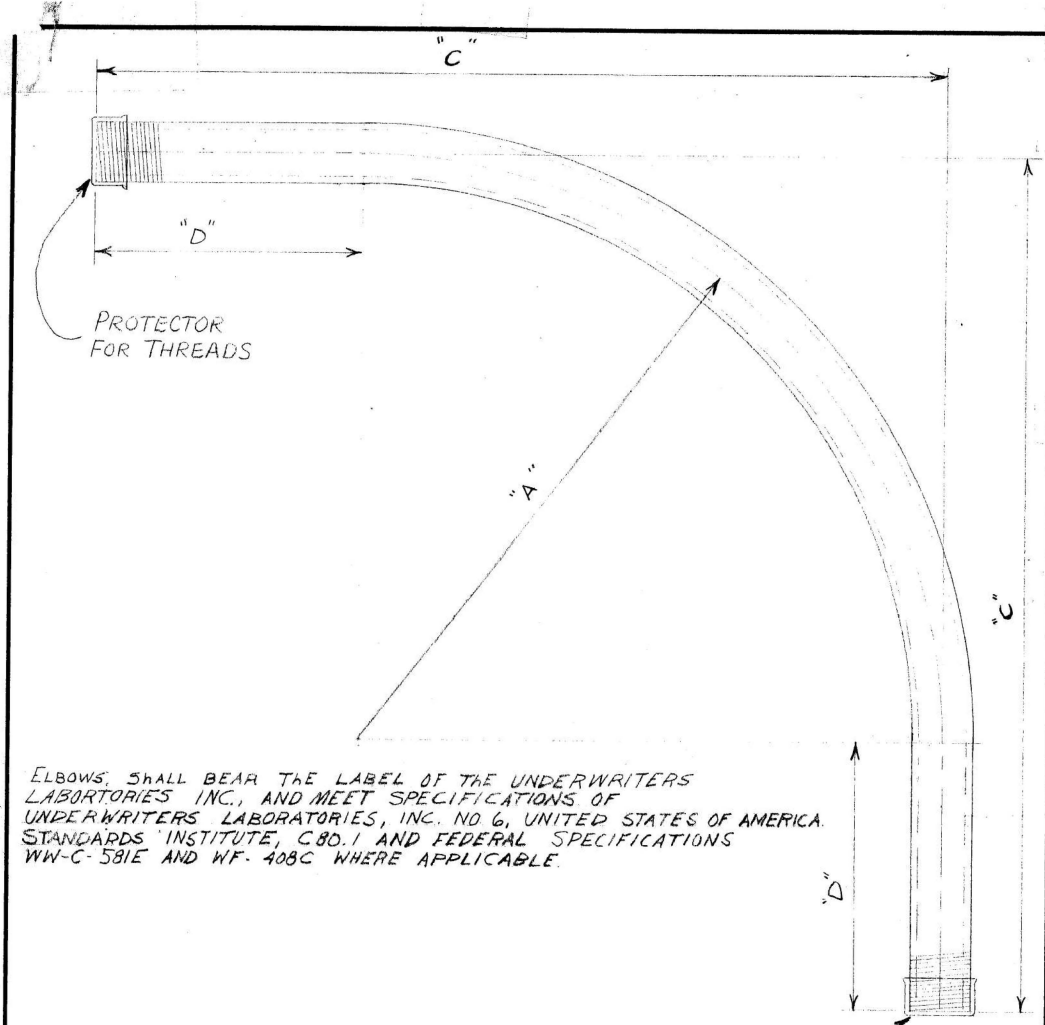 "C"
"D"
PROTECTOR
FOR THREADS
"A"
"C"
ELBOWS, SHALL BEAR THE LABEL OF THE UNDERWRITERS
LABORTORIES INC., AND MEET SPECIFICATIONS OF
UNDERWRITERS LABORATORIES, INC. NO 6, UNITED STATES OF AMERICA.
STANDARDS INSTITUTE, C80.1 AND FEDERAL SPECIFICATIONS
WW-C-581E AND WF-408C WHERE APPLICABLE.
"D"